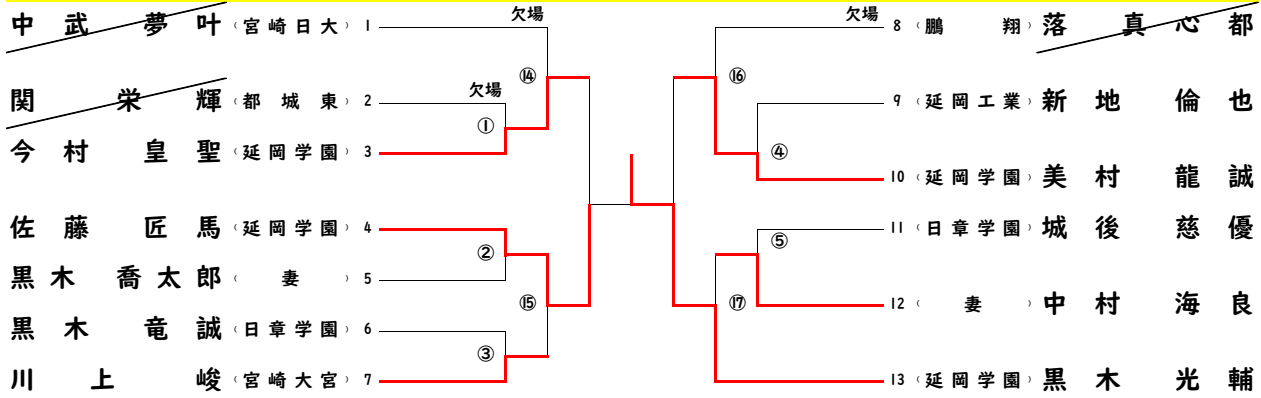 中武 夢叶 (宮崎日大) 1
欠場
⑭
関 栄輝 (都城東) 2
欠場
①
今村 皇聖 (延岡学園) 3
佐藤 匠馬 (延岡学園) 4
②
黒木 喬太郎 (妻) 5
⑮
黒木 竜誠 (日章学園) 6
③
川上 峻 (宮崎大宮) 7
欠場
8 (鵬翔) 落 真心都
⑯
9 (延岡工業) 新地 倫也
④
10 (延岡学園) 美村 龍誠
11 (日章学園) 城後 慈優
⑤
12 (妻) 中村 海良
⑰
13 (延岡学園) 黒木 光輔